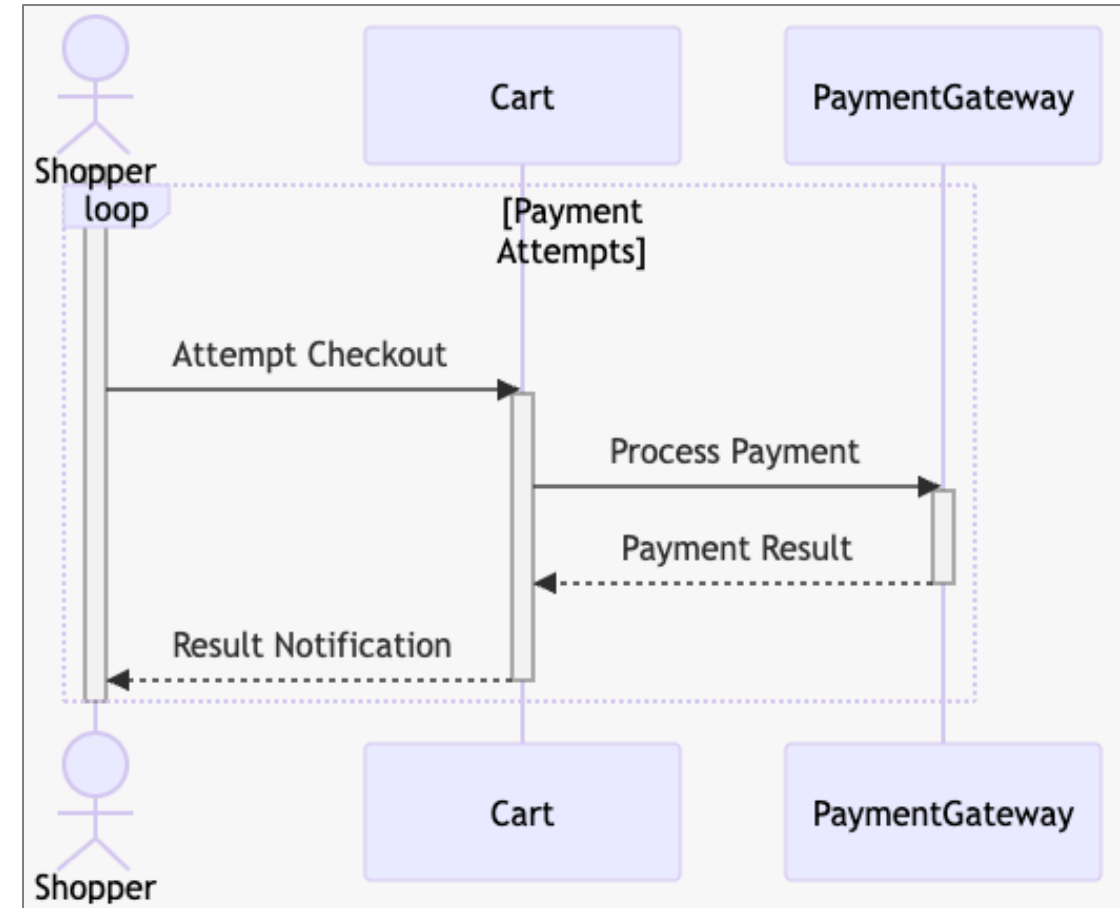 Cart
PaymentGateway
Shopper
loop
[Payment
Attempts]
Attempt Checkout
Process Payment
Payment Result
Result Notification
Cart
PaymentGateway
Shopper